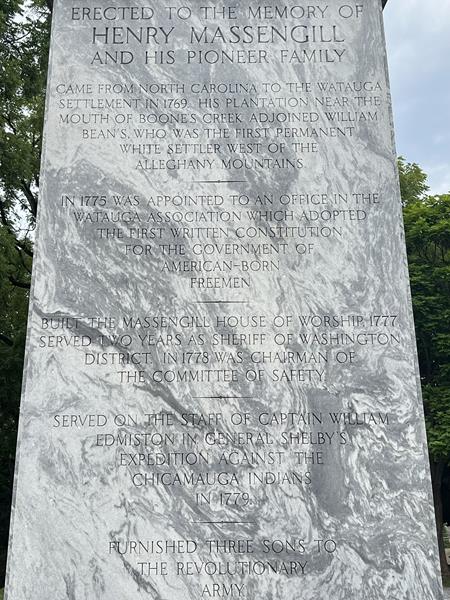 ERECTED TO THE MEMORY OF
HENRY MASSENGILL
AND HIS PIONEER FAMILY
CAME FROM NORTH CAROLINA TO THE WATAUGA
SETTLEMENT IN 1769. HIS PLANTATION NEAR THE
MOUTH OF BOONE'S CREEK ADJOINED WILLIAM
BEAN'S, WHO WAS THE FIRST PERMANENT
WHITE SETTLER WEST OF THE
ALLEGHANY MOUNTAINS.
IN 1775 WAS APPOINTED TO AN OFFICE IN THE
WATAUGA ASSOCIATION WHICH ADOPTED
THE FIRST WRITTEN CONSTITUTION
FOR THE GOVERNMENT OF
AMERICAN-BORN
FREEMEN
BUILT THE MASSENGILL HOUSE OF WORSHIP, 1777.
SERVED TWO YEARS AS SHERIFF OF WASHINGTON
DISTRICT. IN 1778 WAS CHAIRMAN OF
THE COMMITTEE OF SAFETY.
SERVED ON THE STAFF OF CAPTAIN WILLIAM
EDMISTON IN GENERAL SHELBY'S
EXPEDITION AGAINST THE
CHICAMAUGA INDIANS
IN 1779.
FURNISHED THREE SONS TO
THE REVOLUTIONARY
ARMY